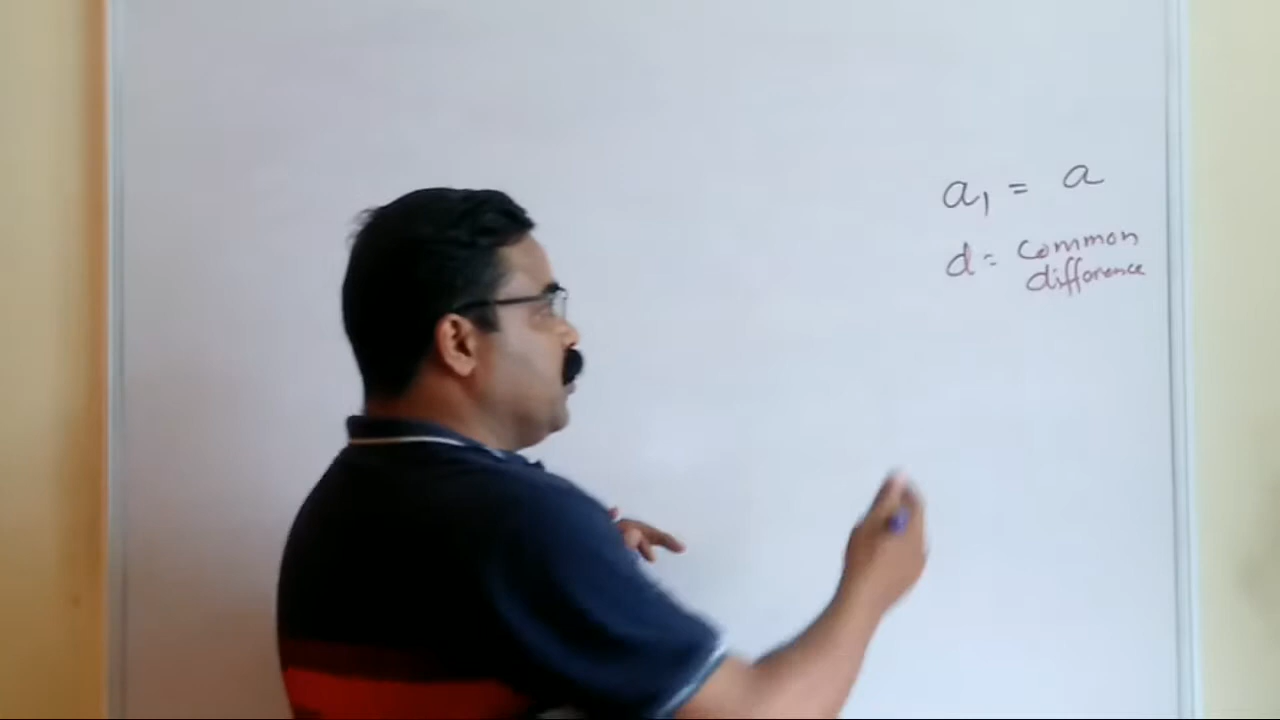 a₁ = a
d = common
difference